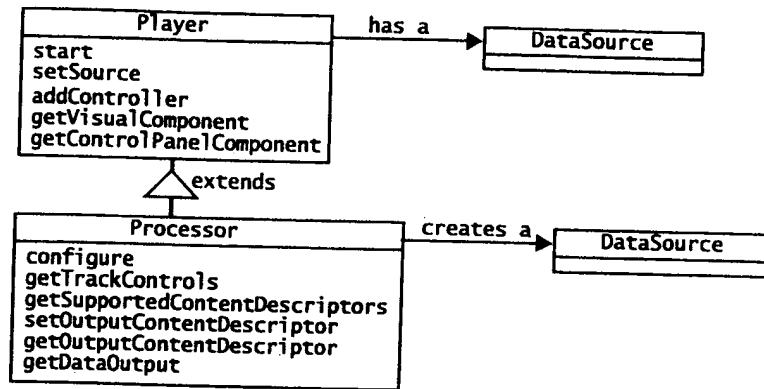 Player
has a
DataSource
start
setSource
addController
getVisualComponent
getControlPanelComponent
extends
Processor
creates a
DataSource
configure
getTrackControls
getSupportedContentDescriptors
setOutputContentDescriptor
getOutputContentDescriptor
getDataOutput